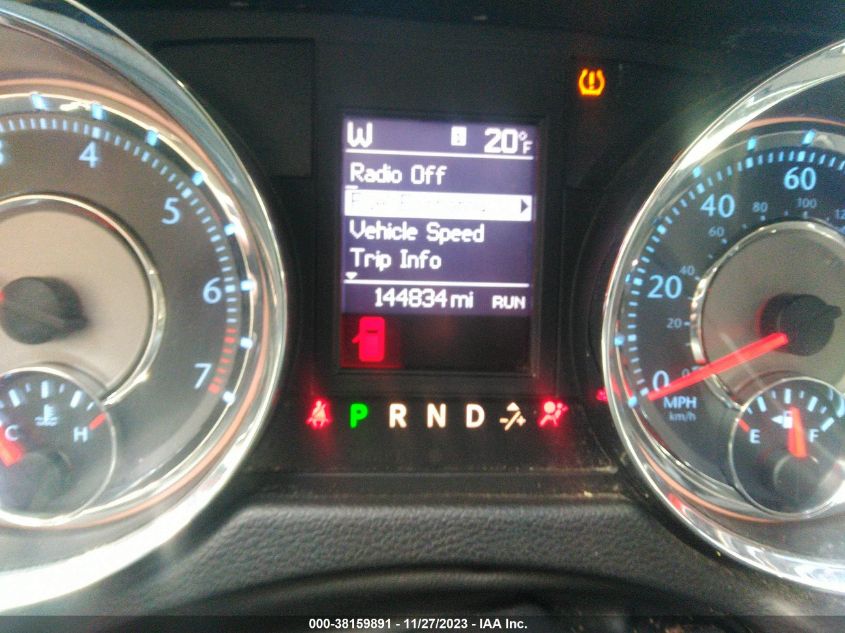 W 20°F
Radio Off
Vehicle Speed
Trip Info
144834 mi RUN
4
5
6
7
C H
P R N D
60
40
20
0
80 100
60
40
20
0
MPH
km/h
E F
000-38159891 - 11/27/2023 - IAA Inc.